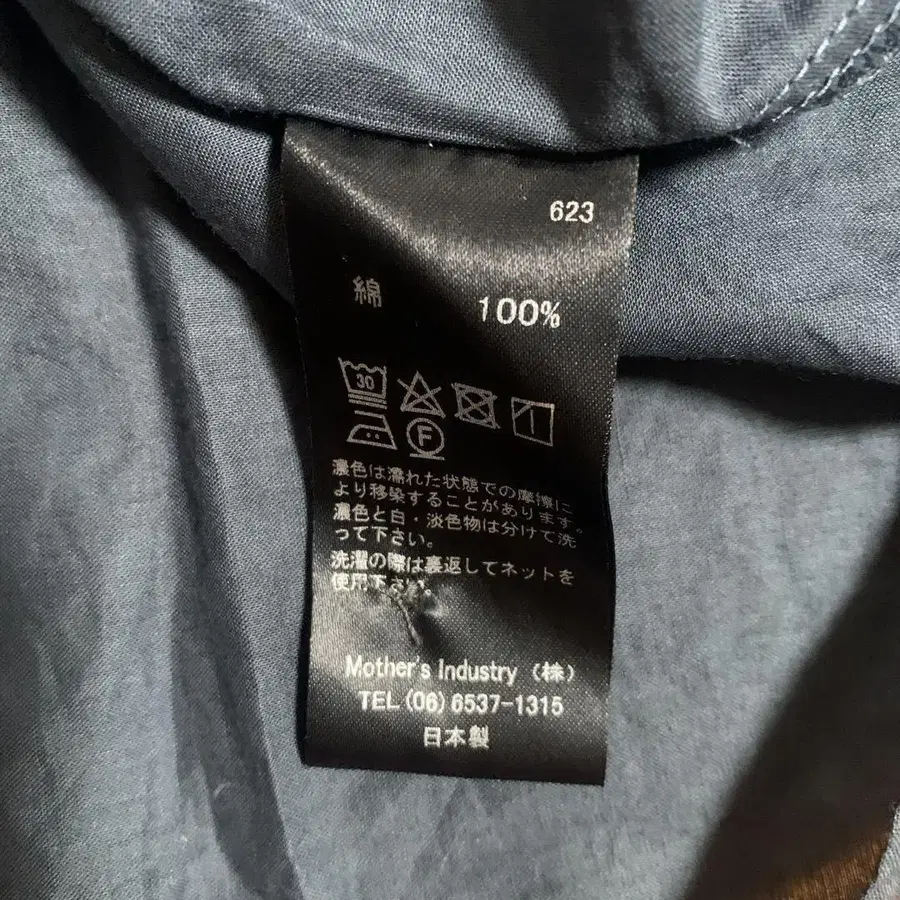 623
綿 100%
30
F
濃色は濡れた状態での摩擦に
より移染することがあります。
濃色と白・淡色物は分けて洗
って下さい。
洗濯の際は裏返してネットを
使用下さい。
Mother's Industry (株)
TEL(06)6537-1315
日本製